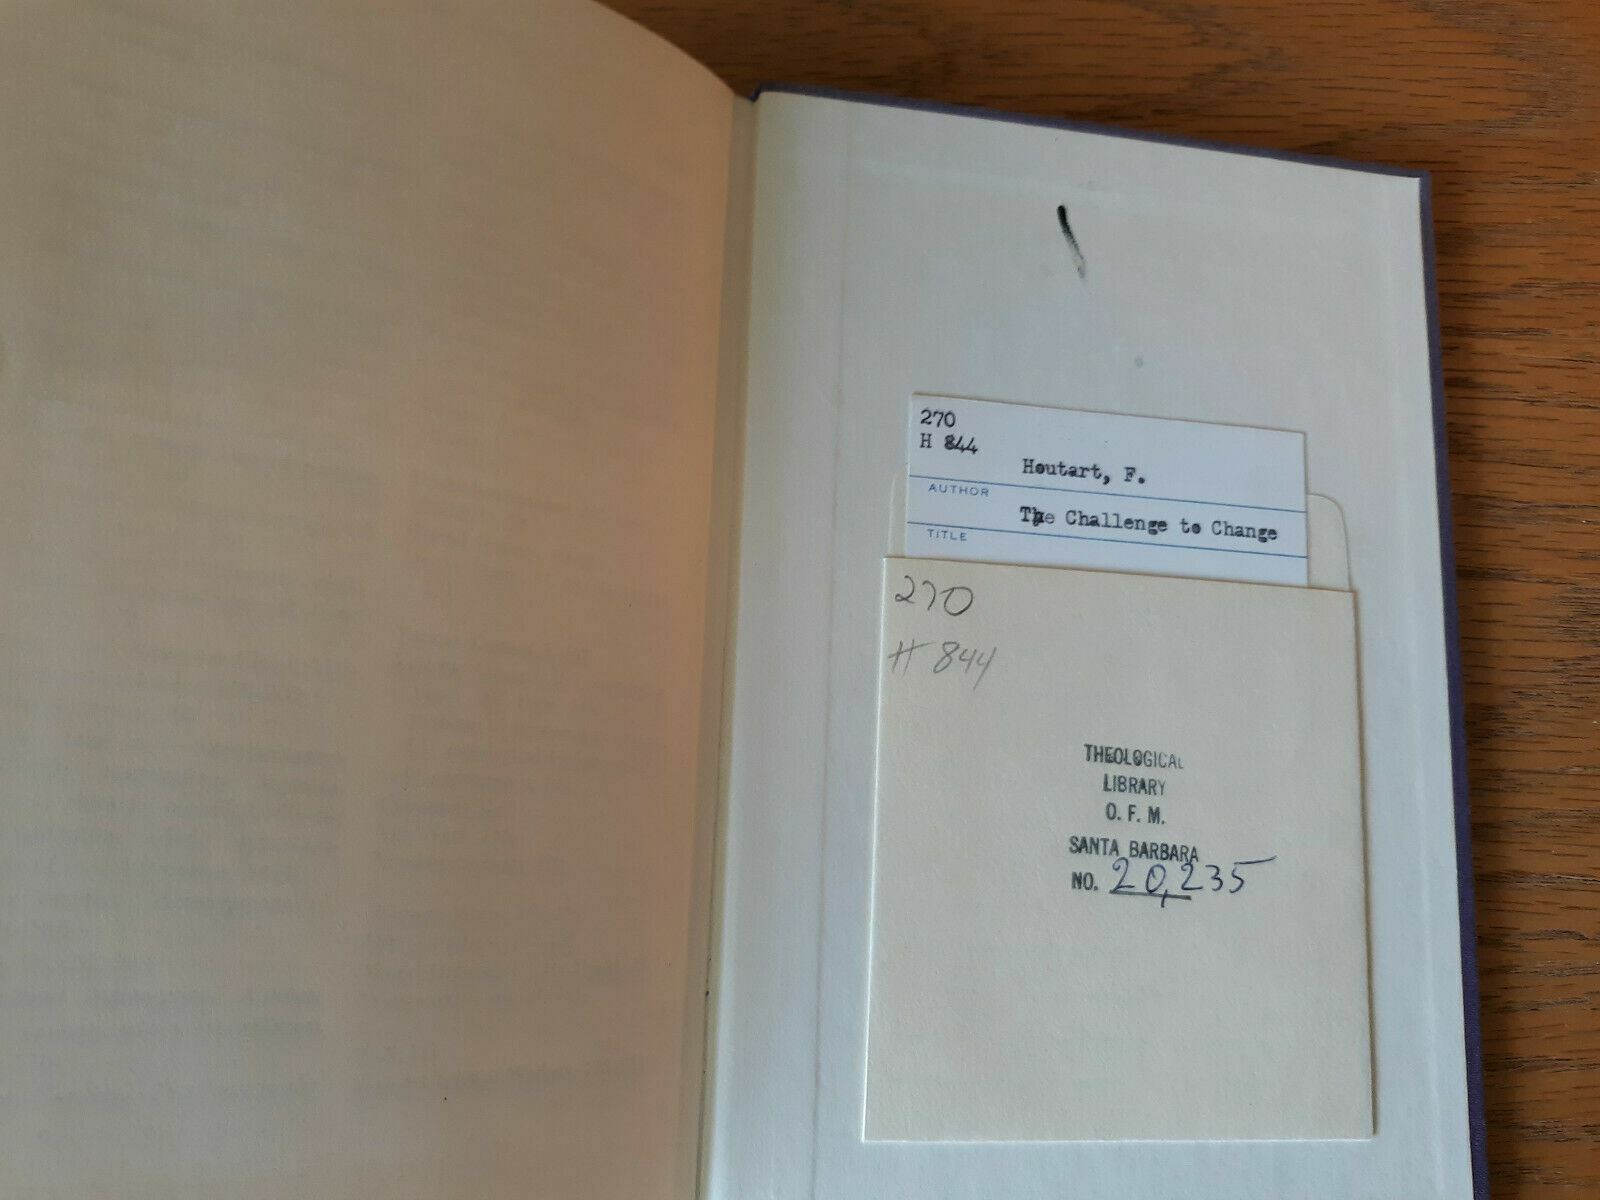 270
H 844
Houtart, F.
AUTHOR
The Challenge to Change
TITLE
270
H 844
THEOLOGICAL
LIBRARY
O. F. M.
SANTA BARBARA
NO. 20,235